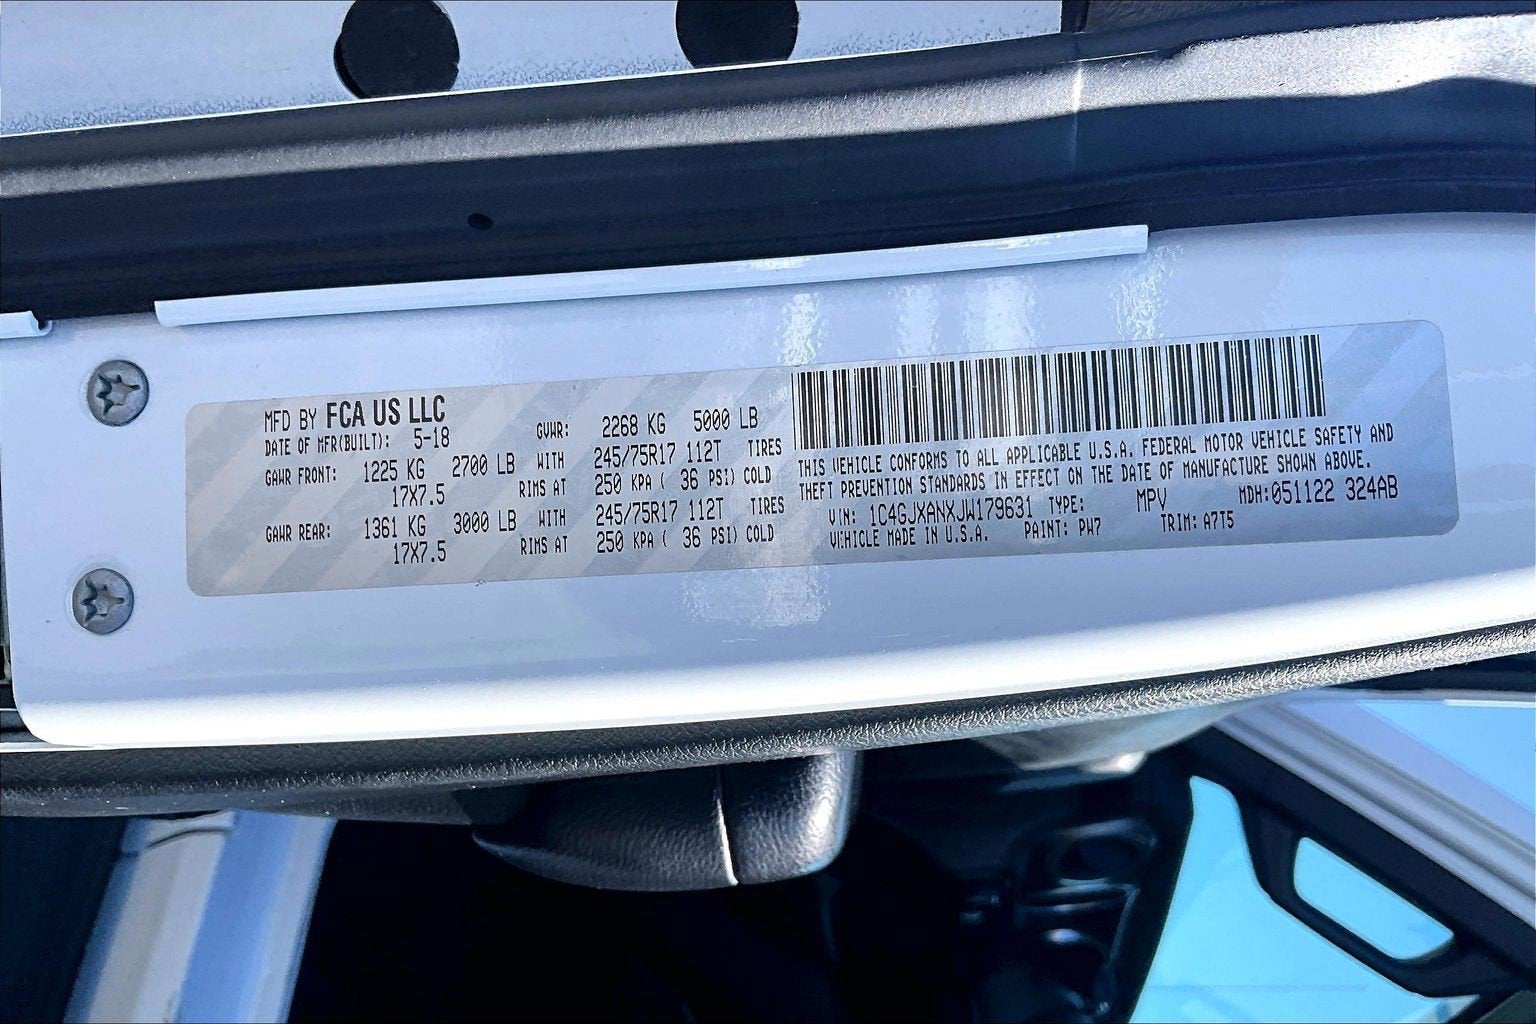 MFD BY FCA US LLC
DATE OF MFR(BUILT): 5-18 GVWR: 2268 KG 5000 LB
GAWR FRONT: 1225 KG 2700 LB WITH 245/75R17 112T TIRES
17X7.5 RIMS AT 250 KPA ( 36 PSI) COLD
GAWR REAR: 1361 KG 3000 LB WITH 245/75R17 112T TIRES
17X7.5 RIMS AT 250 KPA ( 36 PSI) COLD
THIS VEHICLE CONFORMS TO ALL APPLICABLE U.S.A. FEDERAL MOTOR VEHICLE SAFETY AND
THEFT PREVENTION STANDARDS IN EFFECT ON THE DATE OF MANUFACTURE SHOWN ABOVE.
VIN: 1C4GJXANXJW179631 TYPE: MPV MDH:051122 324AB
VEHICLE MADE IN U.S.A. PAINT: PW7 TRIM: A7T5